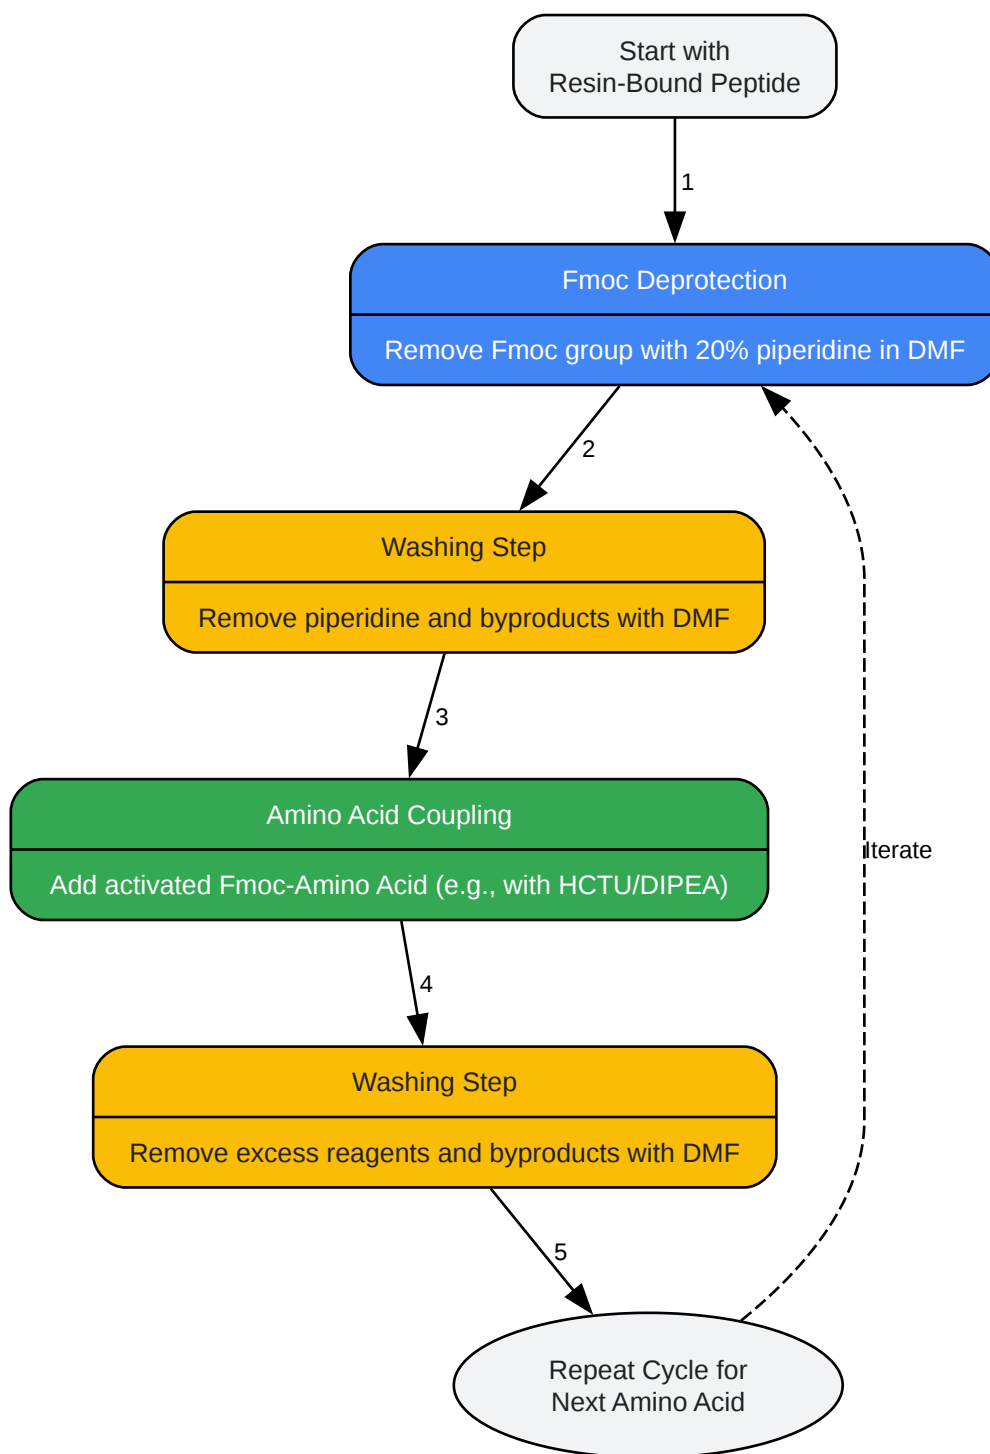 Start with
Resin-Bound Peptide
1
Fmoc Deprotection
Remove Fmoc group with 20% piperidine in DMF
2
Washing Step
Remove piperidine and byproducts with DMF
3
Amino Acid Coupling
Add activated Fmoc-Amino Acid (e.g., with HCTU/DIPEA)
Iterate
4
Washing Step
Remove excess reagents and byproducts with DMF
5
Repeat Cycle for
Next Amino Acid